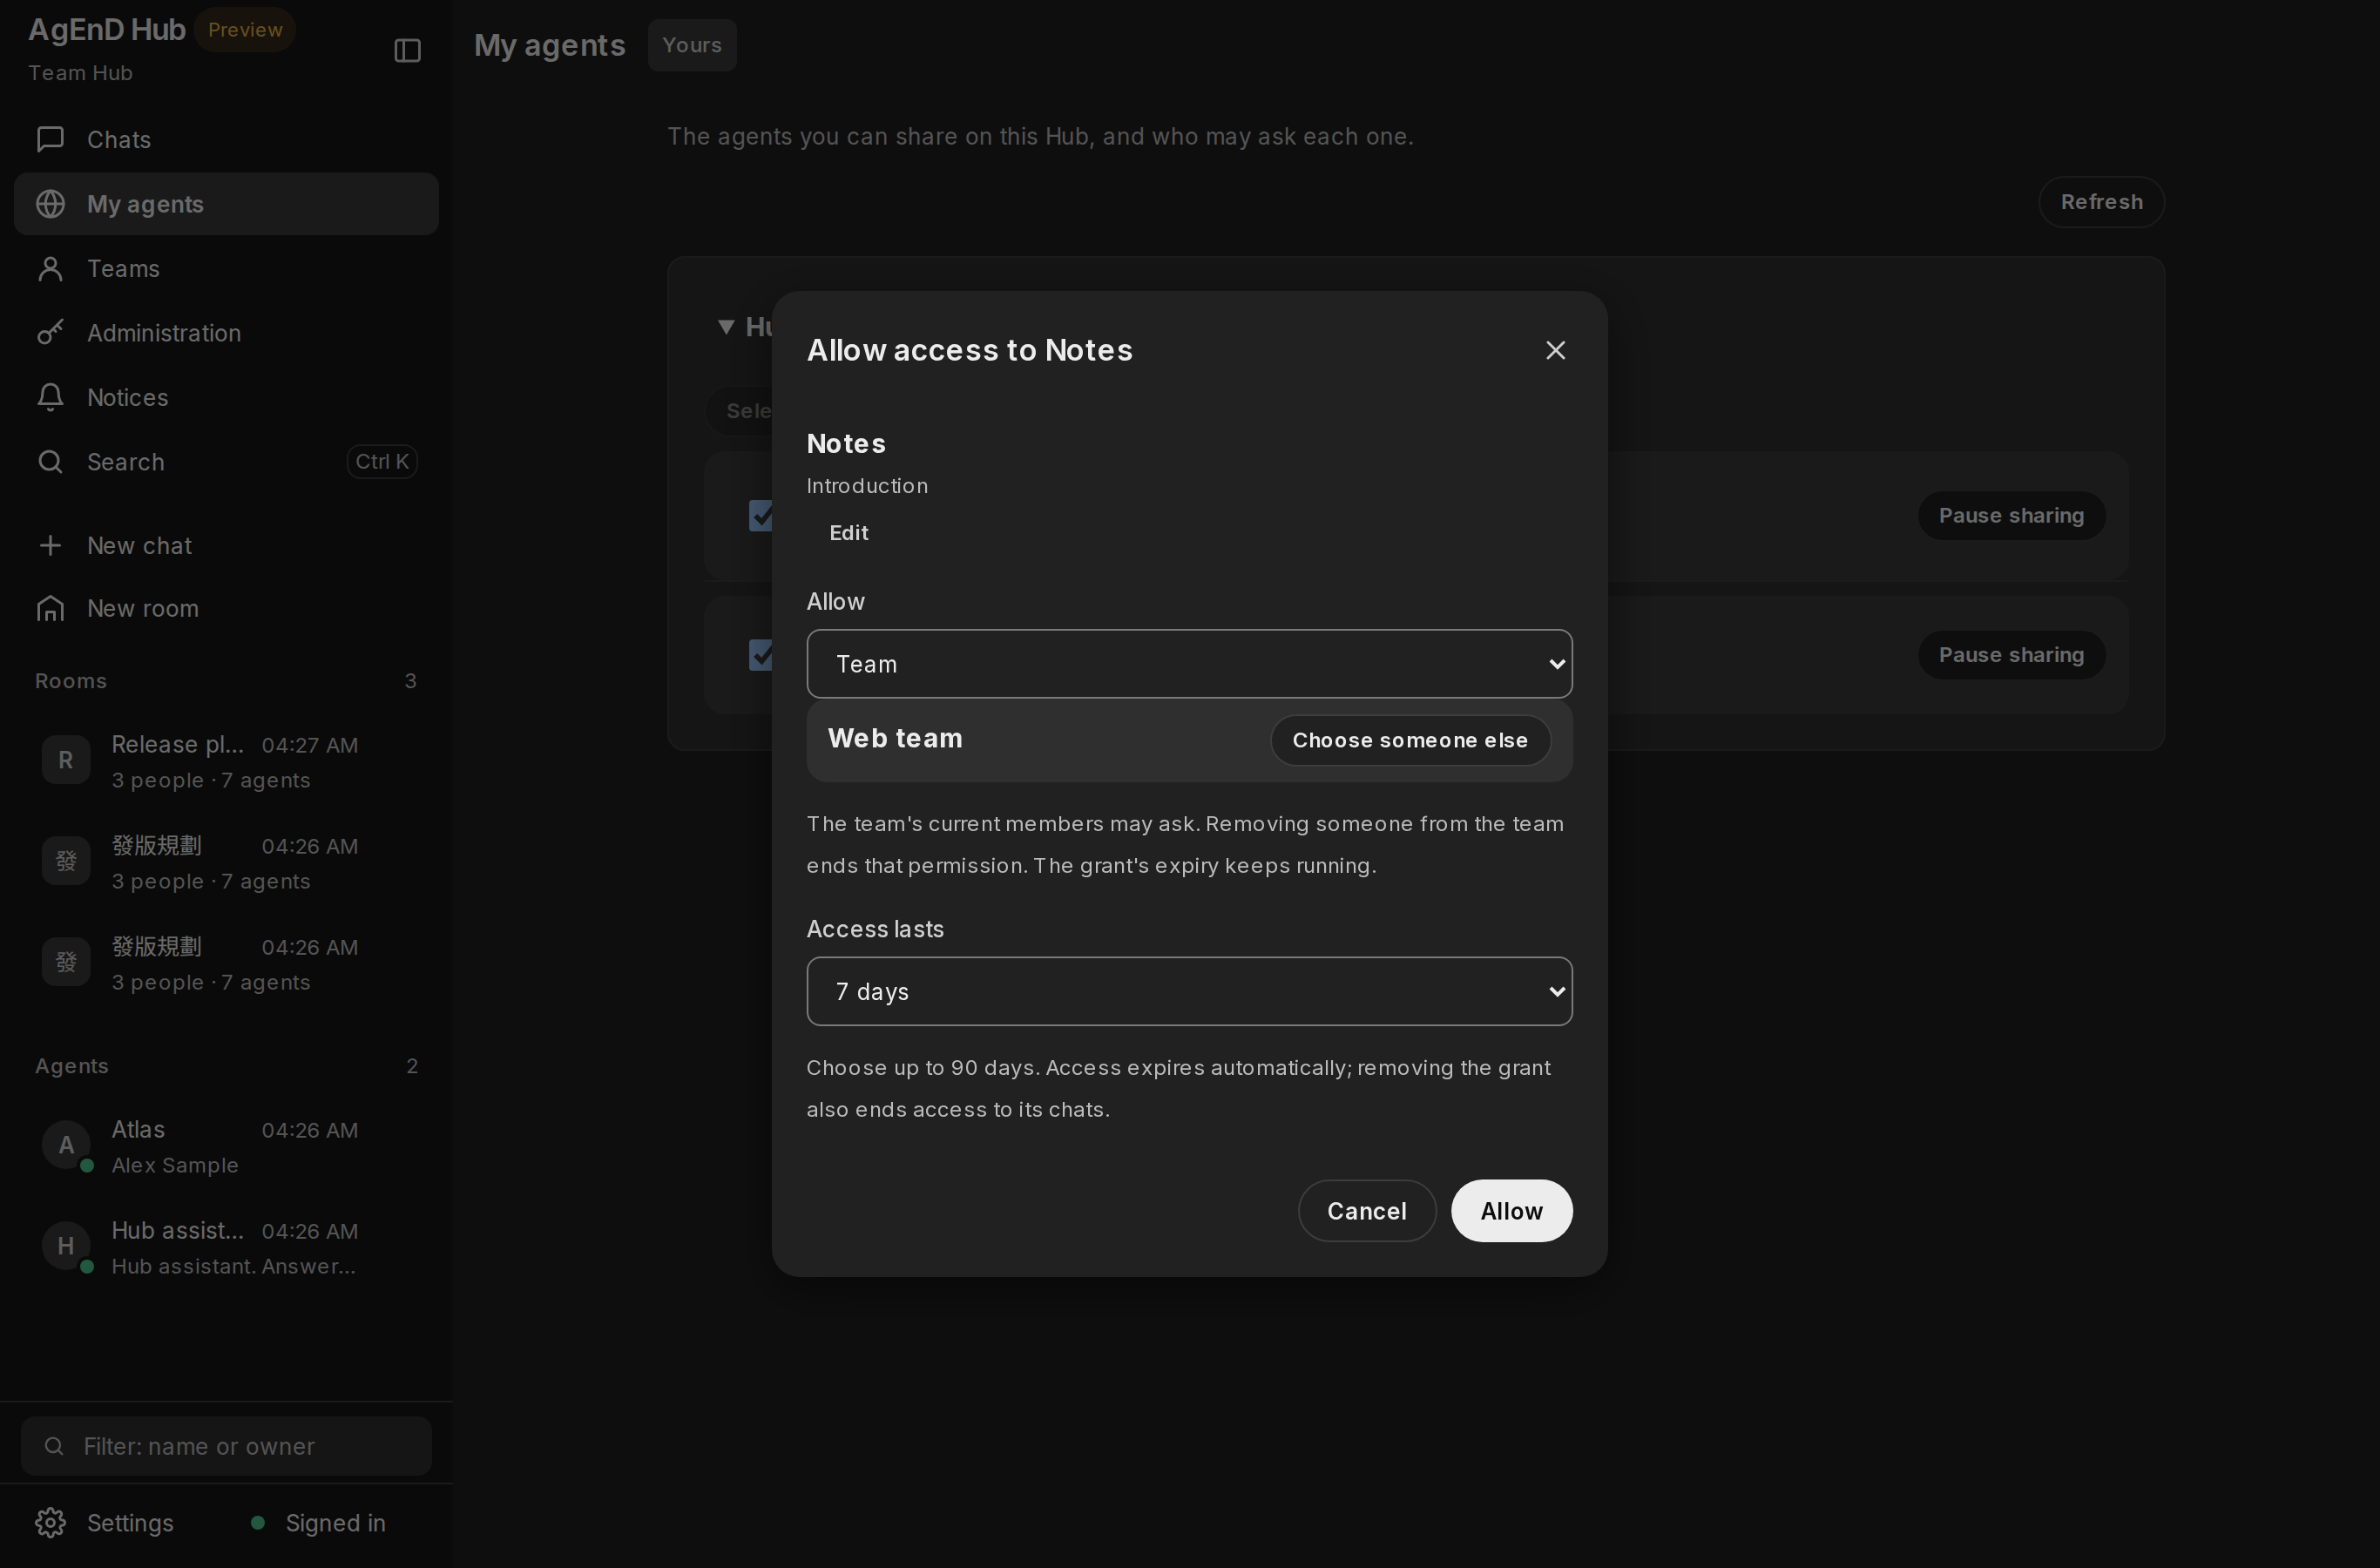 AgEnD Hub Preview
Team Hub
Chats
My agents
Teams
Administration
Notices
Search Ctrl K
New chat
New room
Rooms 3
R Release pl... 04:27 AM
3 people · 7 agents
發 發版規劃 04:26 AM
3 people · 7 agents
發 發版規劃 04:26 AM
3 people · 7 agents
Agents 2
A Atlas 04:26 AM
Alex Sample
H Hub assist... 04:26 AM
Hub assistant. Answer...
Filter: name or owner
Settings Signed in
My agents Yours
The agents you can share on this Hub, and who may ask each one.
Refresh
Pause sharing
Pause sharing
Allow access to Notes
Notes
Introduction
Edit
Allow
Team
Web team Choose someone else
The team's current members may ask. Removing someone from the team
ends that permission. The grant's expiry keeps running.
Access lasts
7 days
Choose up to 90 days. Access expires automatically; removing the grant
also ends access to its chats.
Cancel Allow